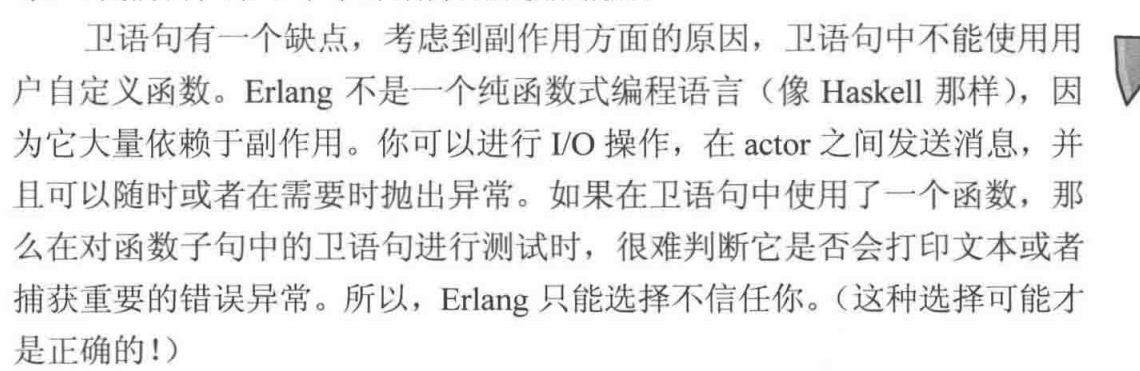 卫语句有一个缺点，考虑到副作用方面的原因，卫语句中不能使用用
户自定义函数。Erlang 不是一个纯函数式编程语言（像 Haskell 那样），因
为它大量依赖于副作用。你可以进行 I/O 操作，在 actor 之间发送消息，并
且可以随时或者在需要时抛出异常。如果在卫语句中使用了一个函数，那
么在对函数子句中的卫语句进行测试时，很难判断它是否会打印文本或者
捕获重要的错误异常。所以，Erlang 只能选择不信任你。（这种选择可能才
是正确的！）